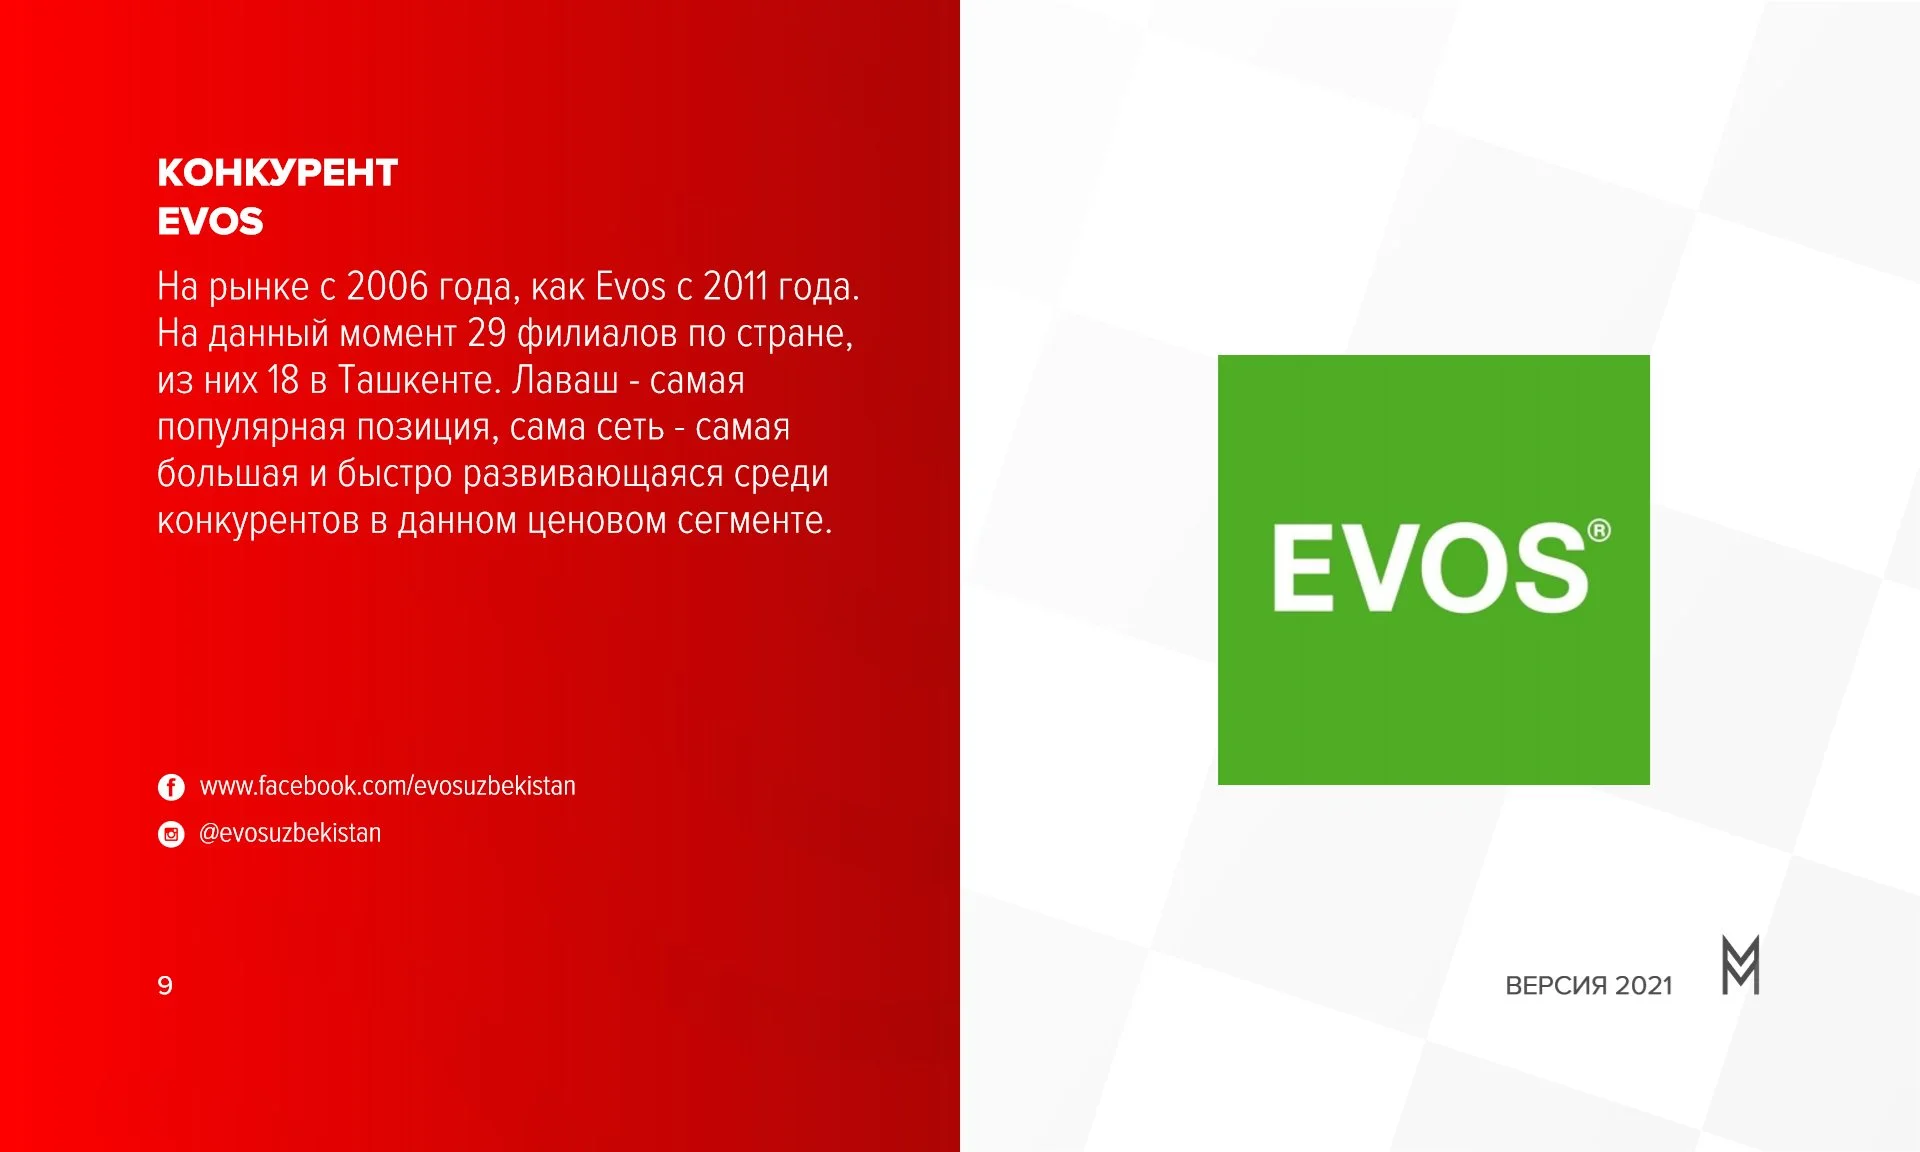 КОНКУРЕНТ
EVOS
На рынке с 2006 года, как Evos с 2011 года.
На данный момент 29 филиалов по стране,
из них 18 в Ташкенте. Лаваш - самая
популярная позиция, сама сеть - самая
большая и быстро развивающаяся среди
конкурентов в данном ценовом сегменте.
www.facebook.com/evosuzbekistan
@evosuzbekistan
9
EVOS®
ВЕРСИЯ 2021